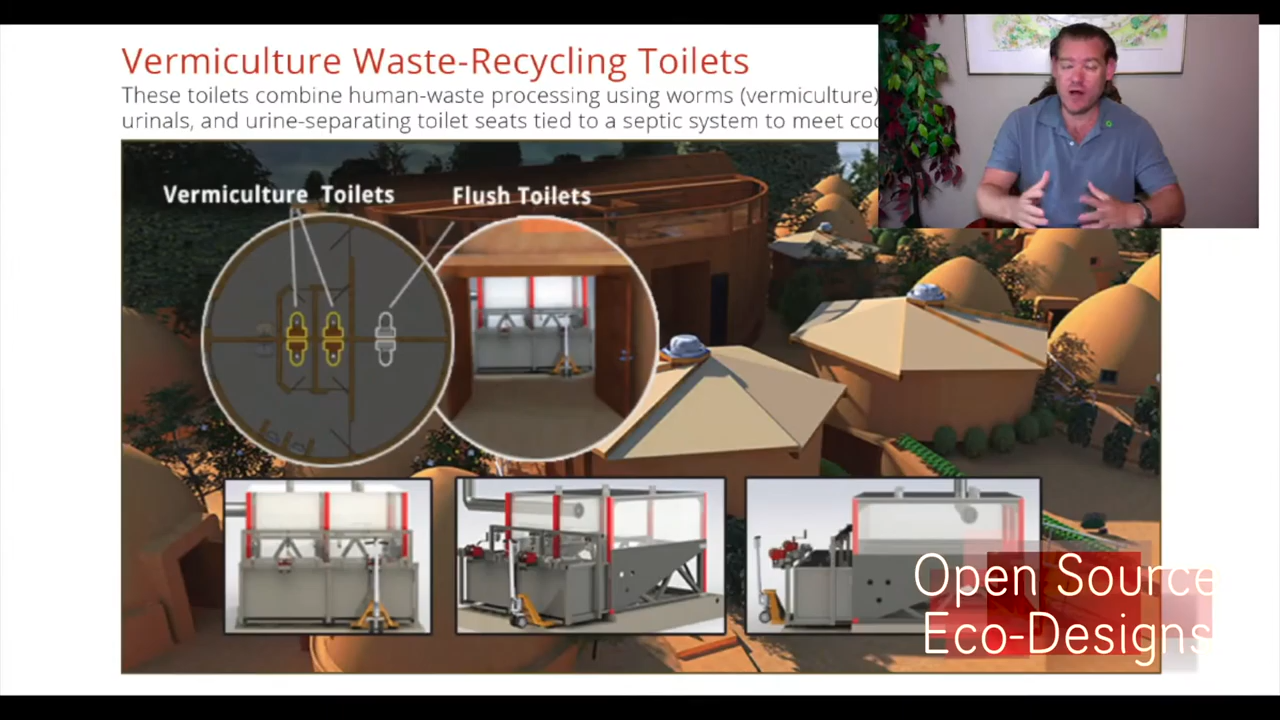 Vermiculture Waste-Recycling Toilets
These toilets combine human-waste processing using worms (vermiculture)
urinals, and urine-separating toilet seats tied to a septic system to meet
Vermiculture Toilets
Flush Toilets
Open Source
Eco-Designs